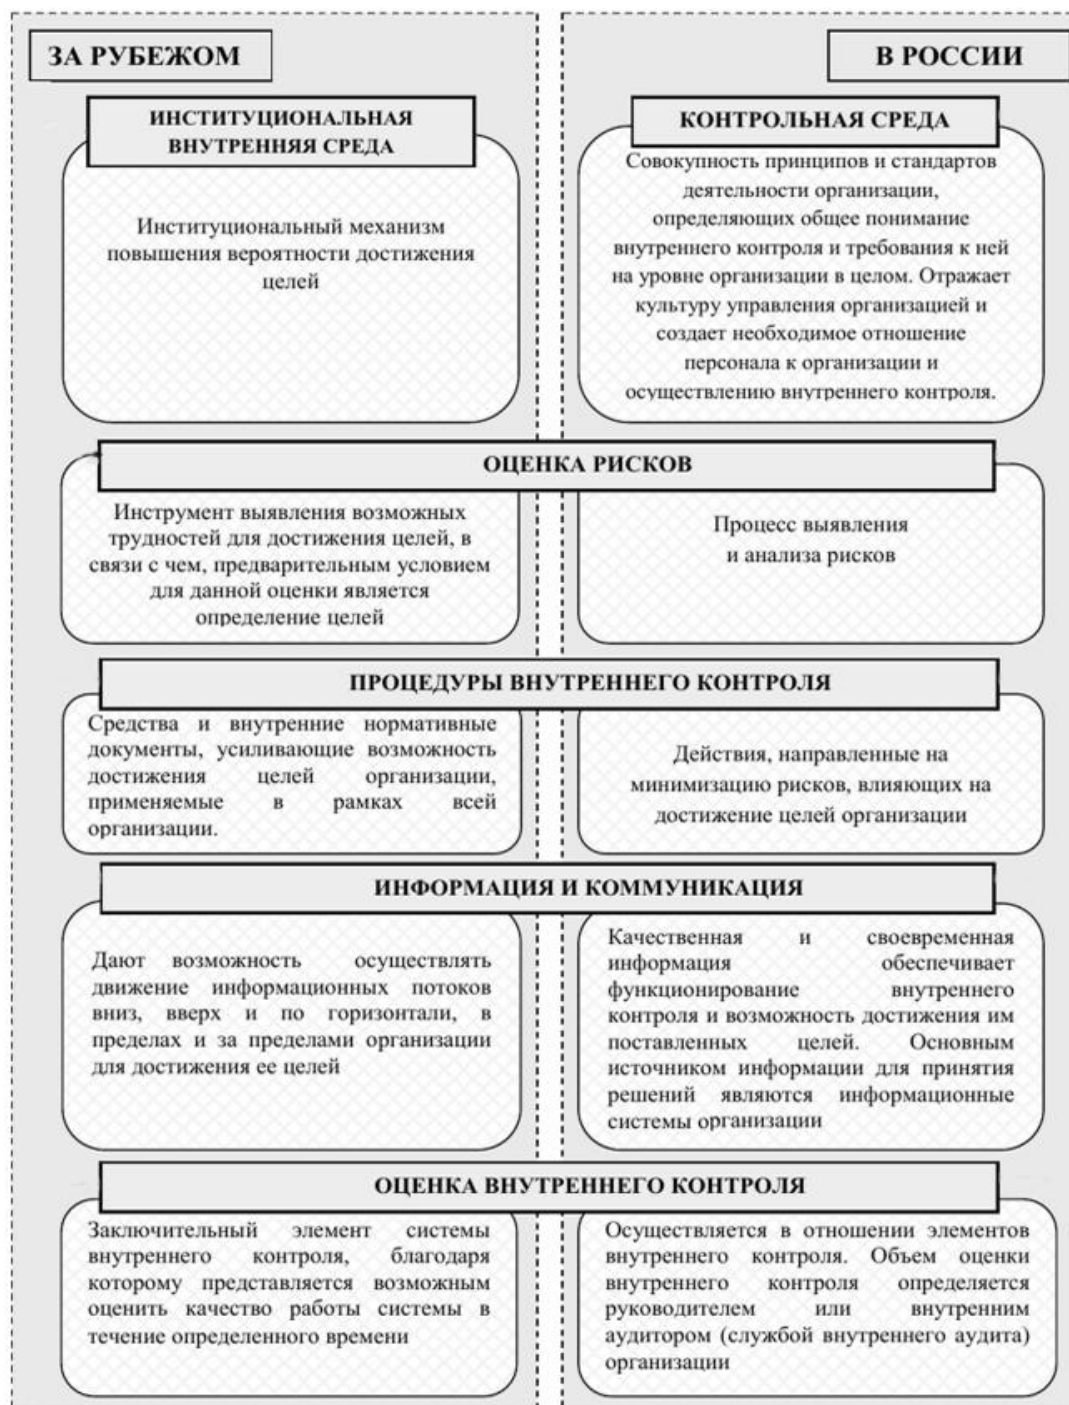 ЗА РУБЕЖОМ
В РОССИИ
ИНСТИТУЦИОНАЛЬНАЯ
ВНУТРЕННЯЯ СРЕДА
Институциональный механизм
повышения вероятности достижения
целей
КОНТРОЛЬНАЯ СРЕДА
Совокупность принципов и стандартов
деятельности организации,
определяющих общее понимание
внутреннего контроля и требования к ней
на уровне организации в целом. Отражает
культуру управления организацией и
создает необходимое отношение
персонала к организации и
осуществлению внутреннего контроля.
ОЦЕНКА РИСКОВ
Инструмент выявления возможных
трудностей для достижения целей, в
связи с чем, предварительным условием
для данной оценки является
определение целей
Процесс выявления
и анализа рисков
ПРОЦЕДУРЫ ВНУТРЕННЕГО КОНТРОЛЯ
Средства и внутренние нормативные
документы, усиливающие возможность
достижения целей организации,
применяемые в рамках всей
организации.
Действия, направленные на
минимизацию рисков, влияющих на
достижение целей организации
ИНФОРМАЦИЯ И КОММУНИКАЦИЯ
Дают возможность осуществлять
движение информационных потоков
вниз, вверх и по горизонтали, в
пределах и за пределами организации
для достижения ее целей
Качественная и своевременная
информация обеспечивает
функционирование внутреннего
контроля и возможность достижения им
поставленных целей. Основным
источником информации для принятия
решений являются информационные
системы организации
ОЦЕНКА ВНУТРЕННЕГО КОНТРОЛЯ
Заключительный элемент системы
внутреннего контроля, благодаря
которому представляется возможным
оценить качество работы системы в
течение определенного времени
Осуществляется в отношении элементов
внутреннего контроля. Объем оценки
внутреннего контроля определяется
руководителем или внутренним
аудитором (службой внутреннего аудита)
организации